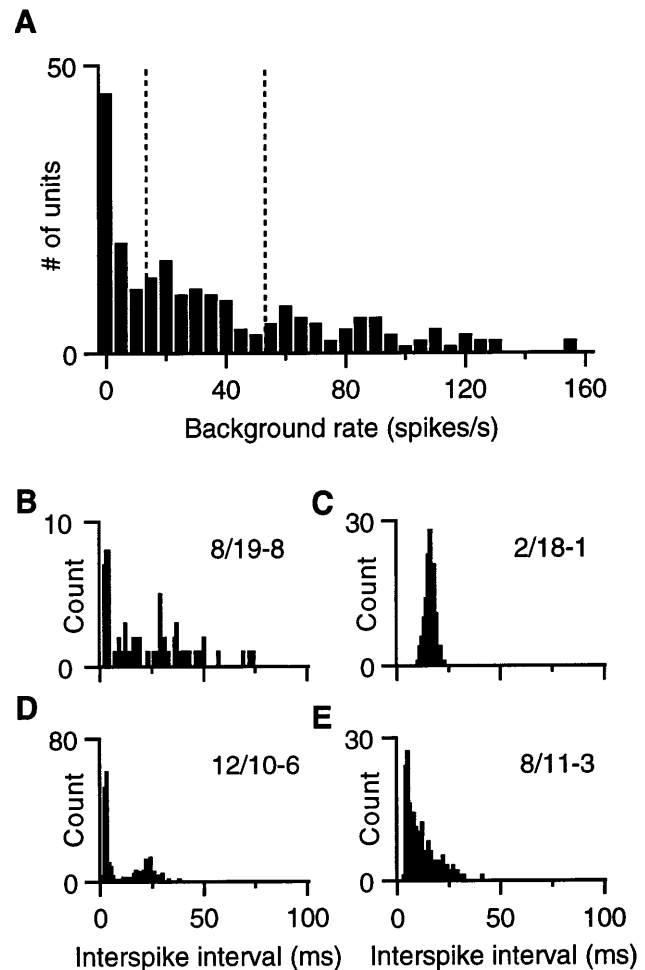 A
50
0
# of units
0 40 80 120 160
Background rate (spikes/s)
B
10
0
Count
8/19-8
C
30
0
Count
2/18-1
D
80
0
Count
12/10-6
0 50 100
Interspike interval (ms)
E
30
0
Count
8/11-3
0 50 100
Interspike interval (ms)